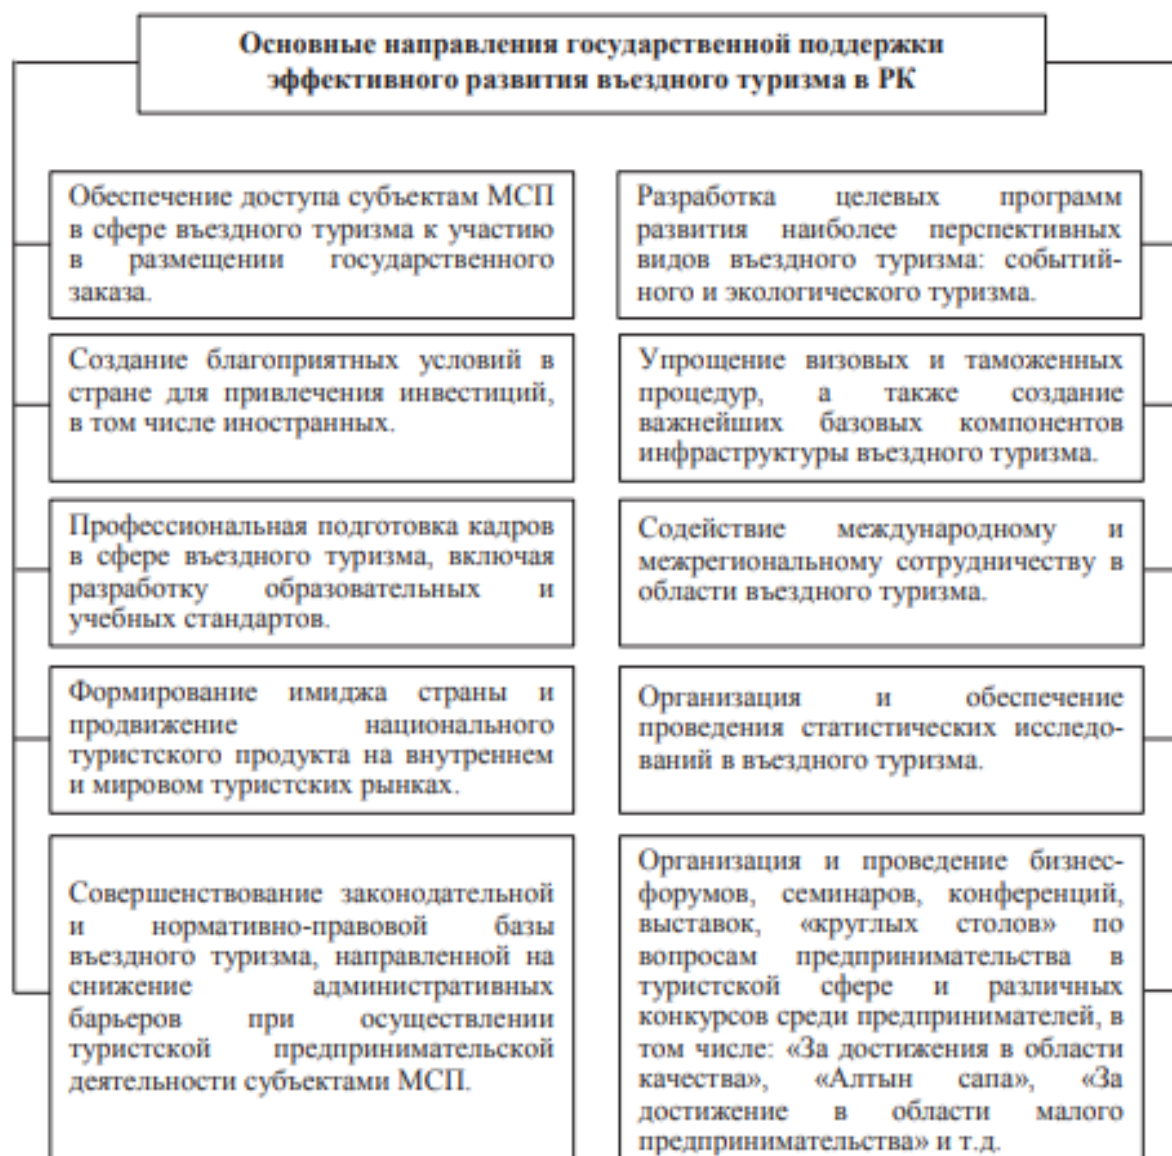 Основные направления государственной поддержки
эффективного развития въездного туризма в РК
Обеспечение доступа субъектам МСП
в сфере въездного туризма к участию
в размещении государственного
заказа.
Создание благоприятных условий в
стране для привлечения инвестиций,
в том числе иностранных.
Профессиональная подготовка кадров
в сфере въездного туризма, включая
разработку образовательных и
учебных стандартов.
Формирование имиджа страны и
продвижение национального
туристского продукта на внутреннем
и мировом туристских рынках.
Совершенствование законодательной
и нормативно-правовой базы
въездного туризма, направленной на
снижение административных
барьеров при осуществлении
туристской предпринимательской
деятельности субъектами МСП.
Разработка целевых программ
развития наиболее перспективных
видов въездного туризма: событий-
ного и экологического туризма.
Упрощение визовых и таможенных
процедур, а также создание
важнейших базовых компонентов
инфраструктуры въездного туризма.
Содействие международному и
межрегиональному сотрудничеству в
области въездного туризма.
Организация и обеспечение
проведения статистических исследо-
ваний в въездного туризма.
Организация и проведение бизнес-
форумов, семинаров, конференций,
выставок, «круглых столов» по
вопросам предпринимательства в
туристской сфере и различных
конкурсов среди предпринимателей, в
том числе: «За достижения в области
качества», «Алтын сапа», «За
достижение в области малого
предпринимательства» и т.д.